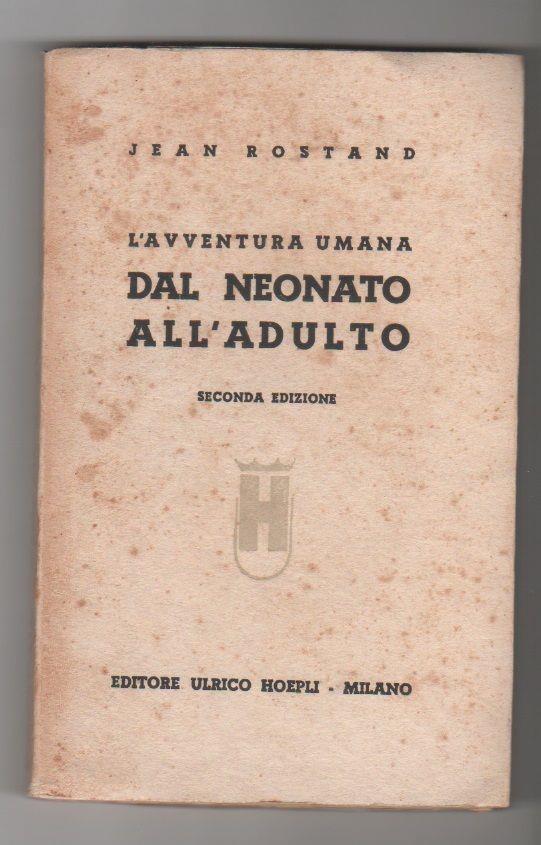 JEAN ROSTAND
L'AVVENTURA UMANA
DAL NEONATO
ALL'ADULTO
SECONDA EDIZIONE
H
EDITORE ULRICO HOEPLI - MILANO